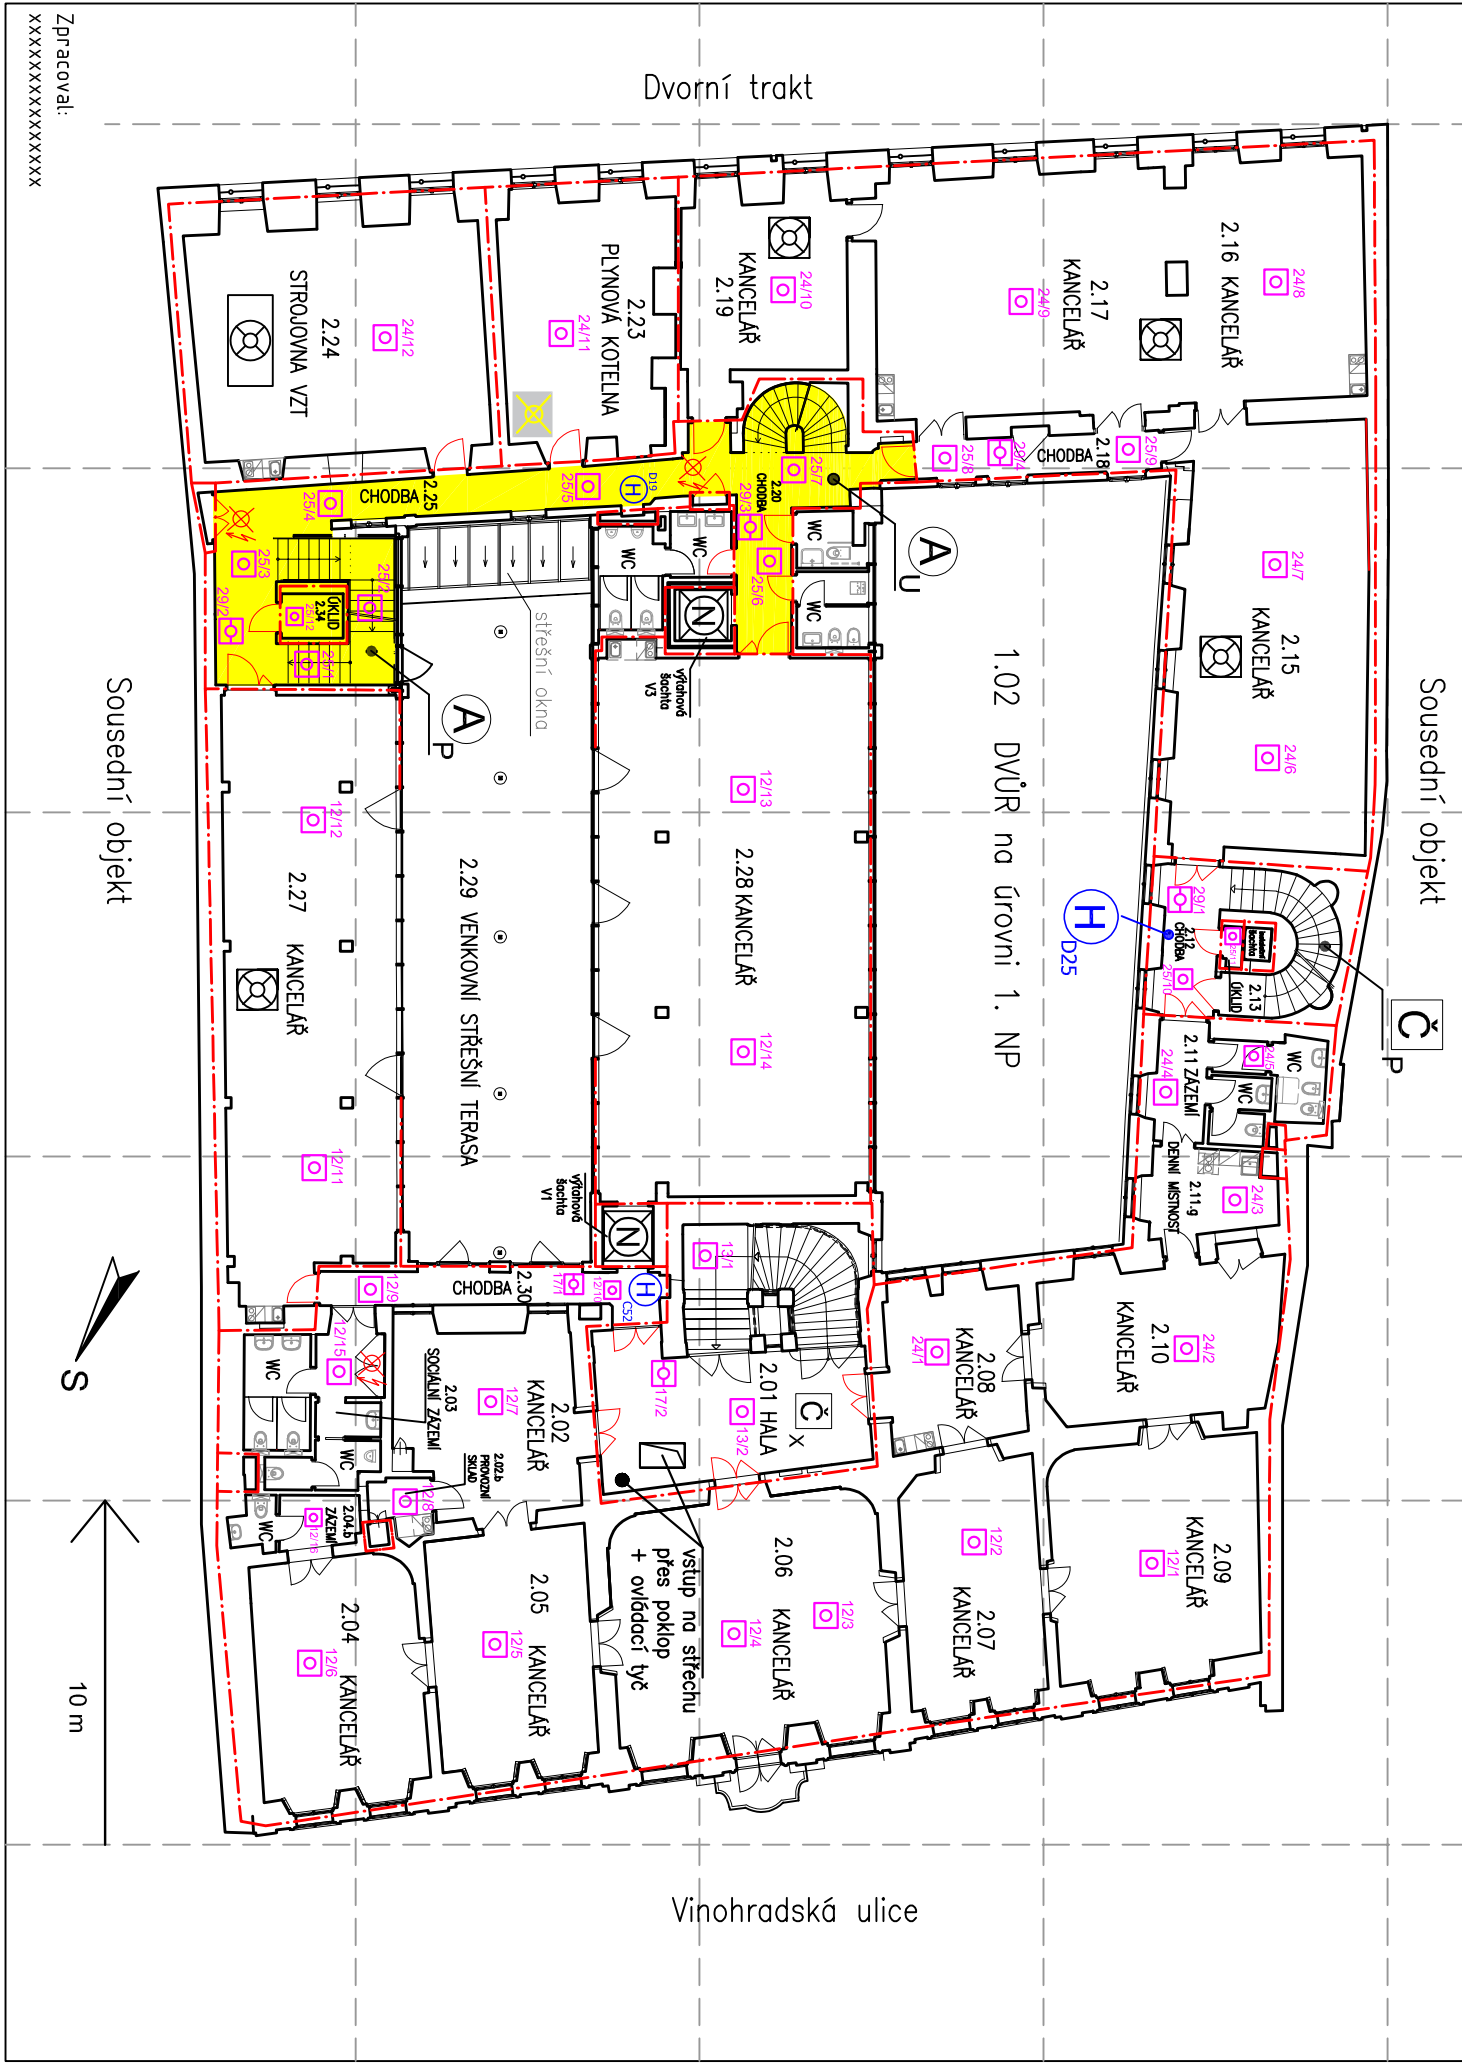 Zpracoval:
xxxxxxxxxxxxxxx
Dvorní trakt
Sousední objekt
Sousední objekt
Vinohradská ulice
2.16 KANCELÁŘ
24/8
2.17
KANCELÁŘ
24/9
2.19
KANCELÁŘ
24/10
2.23
PLYNOVÁ KOTELNA
24/11
2.24
STROJOVNA VZT
24/12
2.18
CHODBA
25/9
29/4
25/8
2.20
CHODBA
25/7
29/3
25/6
2.25
CHODBA
25/5
25/4
25/3
25/2
25/1
29/2
H
D19
ÚKLID
2.34
25/12
A
U
A
P
WC
WC
WC
WC
N
výtahová
šachta
V3
střešní okna
2.15
KANCELÁŘ
24/7
24/6
1.02 DVŮR na úrovni 1. NP
2.28 KANCELÁŘ
12/13
12/14
2.29 VENKOVNÍ STŘEŠNÍ TERASA
2.27 KANCELÁŘ
12/12
12/11
2.12
CHODBA
29/1
25/10
šachta
2.13
ÚKLID
H
D25
Č
P
2.11 ZÁZEMÍ
24/4
24/5
WC
WC
2.11.g
DENNÍ MÍSTNOST
24/3
N
výtahová
šachta
V1
2.30
CHODBA
17/1
12/10
12/9
H
C52
13/1
2.01 HALA
13/2
17/2
Č
X
2.08
KANCELÁŘ
24/1
2.10
KANCELÁŘ
24/2
2.09
KANCELÁŘ
12/1
2.07
KANCELÁŘ
12/2
2.06 KANCELÁŘ
12/3
12/4
vstup na střechu
přes poklop
+ ovládací tyč
2.05 KANCELÁŘ
12/5
2.04 KANCELÁŘ
12/6
2.02
KANCELÁŘ
12/7
2.02.b
PROVOZNÍ
SKLAD
12/8
2.03
SOCIÁLNÍ ZÁZEMÍ
12/15
WC
WC
WC
2.04.b
ZÁZEMÍ
12/16
S
10 m